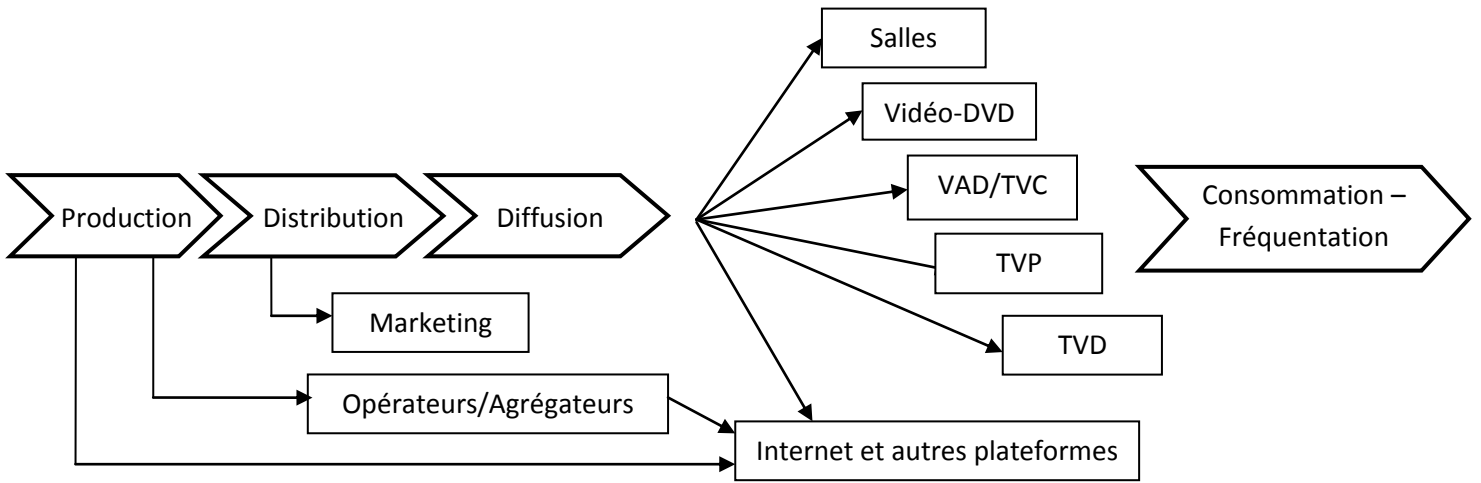 Salles
Vidéo-DVD
VAD/TVC
TVP
TVD
Production
Distribution
Diffusion
Consommation –
Fréquentation
Marketing
Opérateurs/Agrégateurs
Internet et autres plateformes